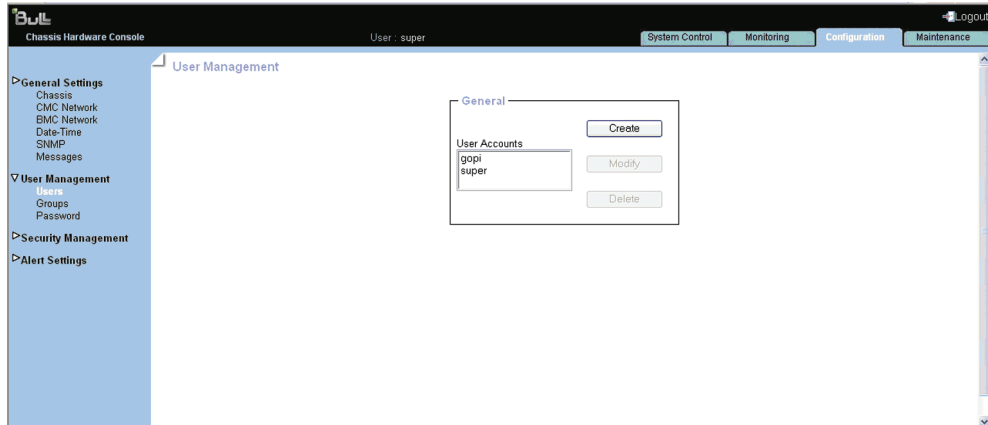 Bull
Logout
Chassis Hardware Console
User : super
System Control
Monitoring
Configuration
Maintenance
User Management
General Settings
Chassis
CMC Network
BMC Network
Date-Time
SNMP
Messages
User Management
Users
Groups
Password
Security Management
Alert Settings
General
Create
User Accounts
gopi
super
Modify
Delete